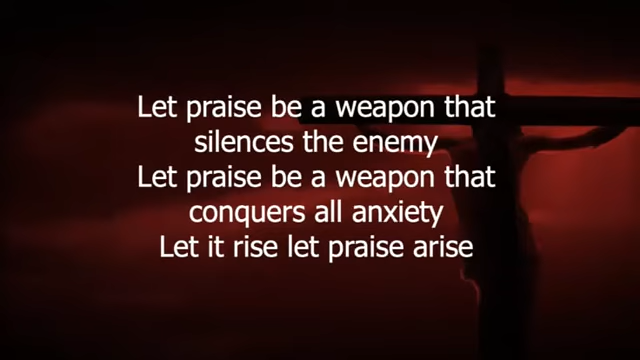 Let praise be a weapon that
silences the enemy
Let praise be a weapon that
conquers all anxiety
Let it rise let praise arise